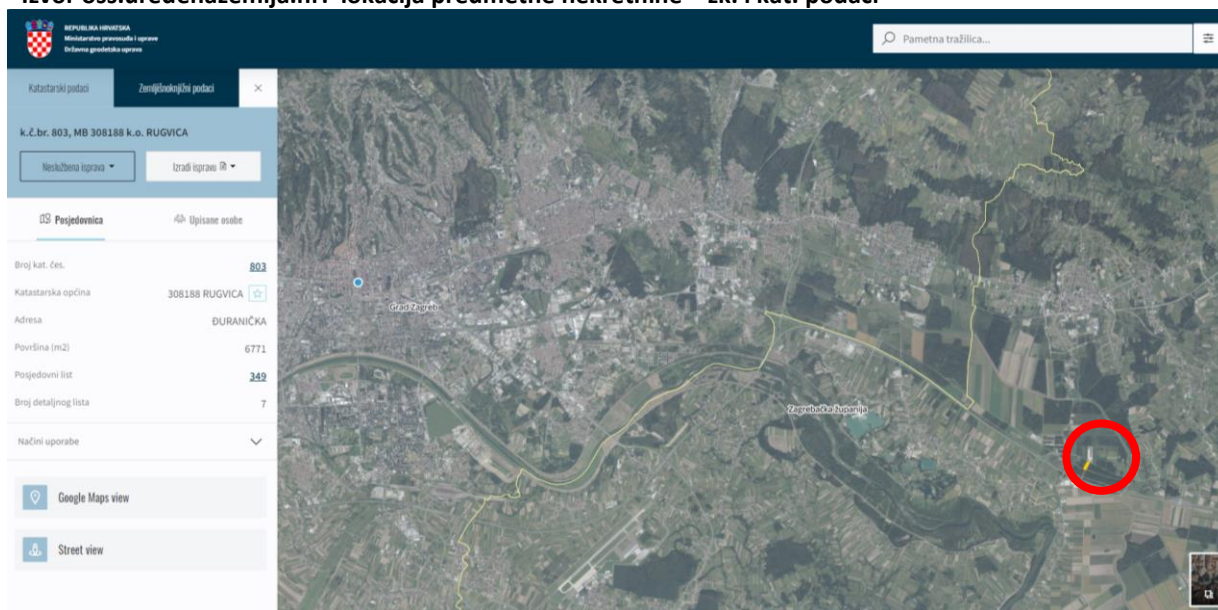 REPUBLIKA HRVATSKA
Ministarstvo pravosuđa i uprave
Državna geodetska uprava
Pametna tražilica...
Katastarski podaci
Zemljišnoknjižni podaci
×
k.č.br. 803, MB 308188 k.o. RUGVICA
Neslužbena isprava
Izradi ispravu
Posjedovnica
Upisane osobe
Broj kat. čes. 803
Katastarska općina 308188 RUGVICA
Adresa ĐURANIČKA
Površina (m2) 6771
Posjedovni list 349
Broj detaljnog lista 7
Načini uporabe
Google Maps view
Street view
Grad Zagreb
Zagrebačka županija